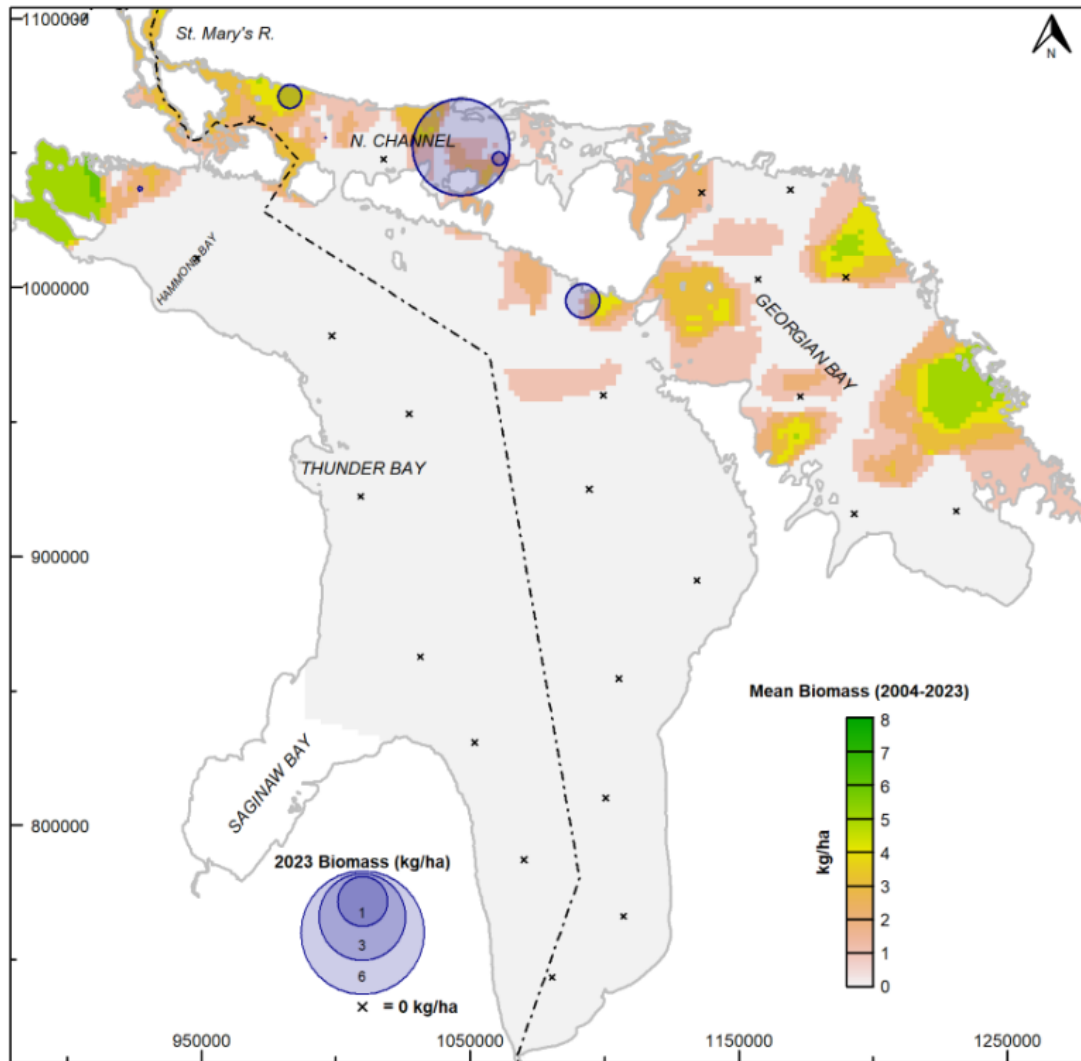 1100000
St. Mary's R.
N
N. CHANNEL
HAMMOND BAY
1000000
GEORGIAN BAY
THUNDER BAY
900000
Mean Biomass (2004-2023)
8
7
6
5
4
3
2
1
0
kg/ha
SAGINAW BAY
800000
2023 Biomass (kg/ha)
1
3
6
× = 0 kg/ha
950000
1050000
1150000
1250000